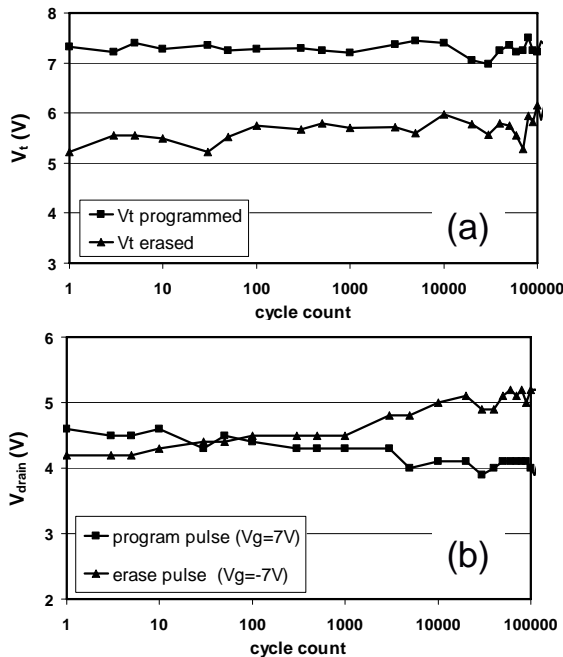 8
7
6
5
4
3
V_t (V)
Vt programmed
Vt erased
(a)
1 10 100 1000 10000 100000
cycle count
6
5
4
3
2
V_drain (V)
program pulse (Vg=7V)
erase pulse (Vg=-7V)
(b)
1 10 100 1000 10000 100000
cycle count